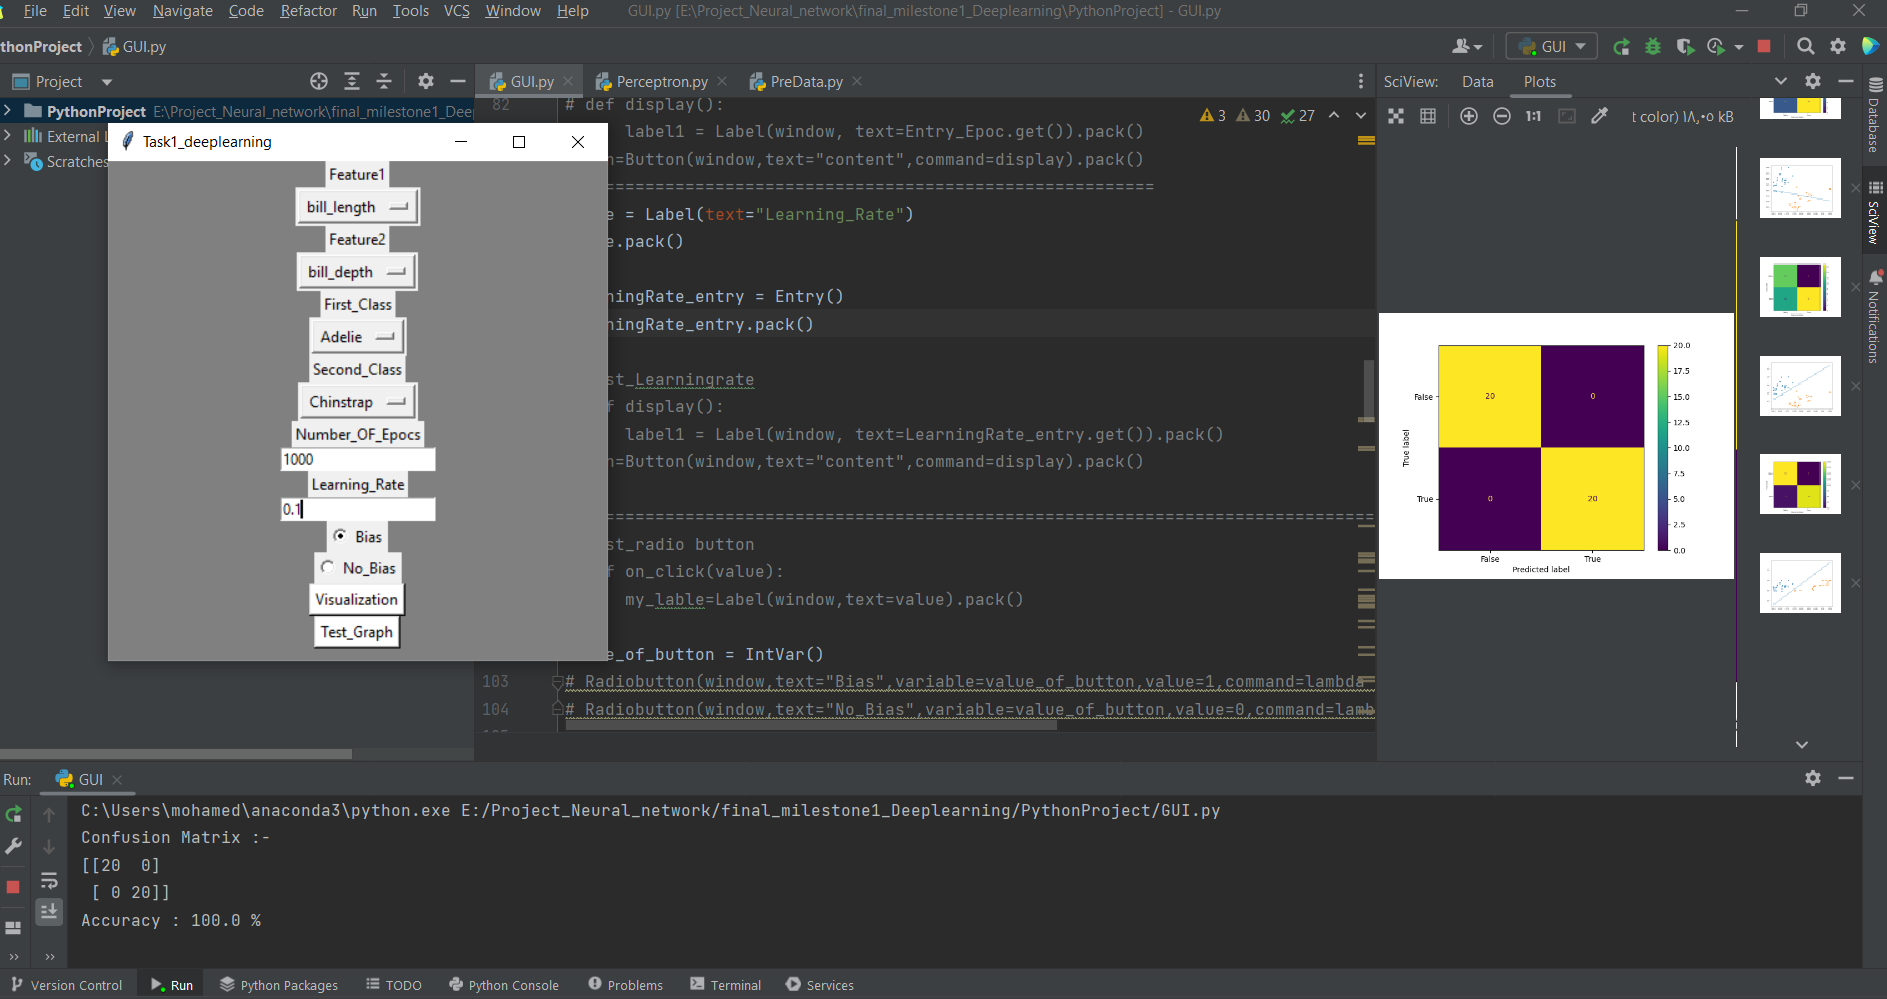 File Edit View Navigate Code Refactor Run Tools VCS Window Help GUI.py [E:\Project_Neural_network\final_milestone1_Deeplearning\PythonProject] - GUI.py
thonProject GUI.py
GUI
Project
GUI.py Perceptron.py PreData.py
SciView: Data Plots
PythonProject E:\Project_Neural_network\final_milestone1_Dee
External L
Scratches
Task1_deeplearning
Feature1
bill_length
Feature2
bill_depth
First_Class
Adelie
Second_Class
Chinstrap
Number_OF_Epocs
1000
Learning_Rate
0.1
Bias
No_Bias
Visualization
Test_Graph
82 # def display():
label1 = Label(window, text=Entry_Epoc.get()).pack()
n=Button(window,text="content",command=display).pack()
=======================================================
e = Label(text="Learning_Rate")
e.pack()
ningRate_entry = Entry()
ningRate_entry.pack()
st_Learningrate
f display():
label1 = Label(window, text=LearningRate_entry.get()).pack()
n=Button(window,text="content",command=display).pack()
st_radio button
f on_click(value):
my_lable=Label(window,text=value).pack()
e_of_button = IntVar()
103 # Radiobutton(window,text="Bias",variable=value_of_button,value=1,command=lambda
104 # Radiobutton(window,text="No_Bias",variable=value_of_button,value=0,command=lamb
3 30 27
1:1 t color) ١٨,٠٥ kB
20 0
0 20
False
True
True label
False True
Predicted label
20.0
17.5
15.0
12.5
10.0
7.5
5.0
2.5
0.0
Database
SciView
Notifications
Run: GUI
C:\Users\mohamed\anaconda3\python.exe E:/Project_Neural_network/final_milestone1_Deeplearning/PythonProject/GUI.py
Confusion Matrix :-
[[20  0]
 [ 0 20]]
Accuracy : 100.0 %
Version Control Run Python Packages TODO Python Console Problems Terminal Services